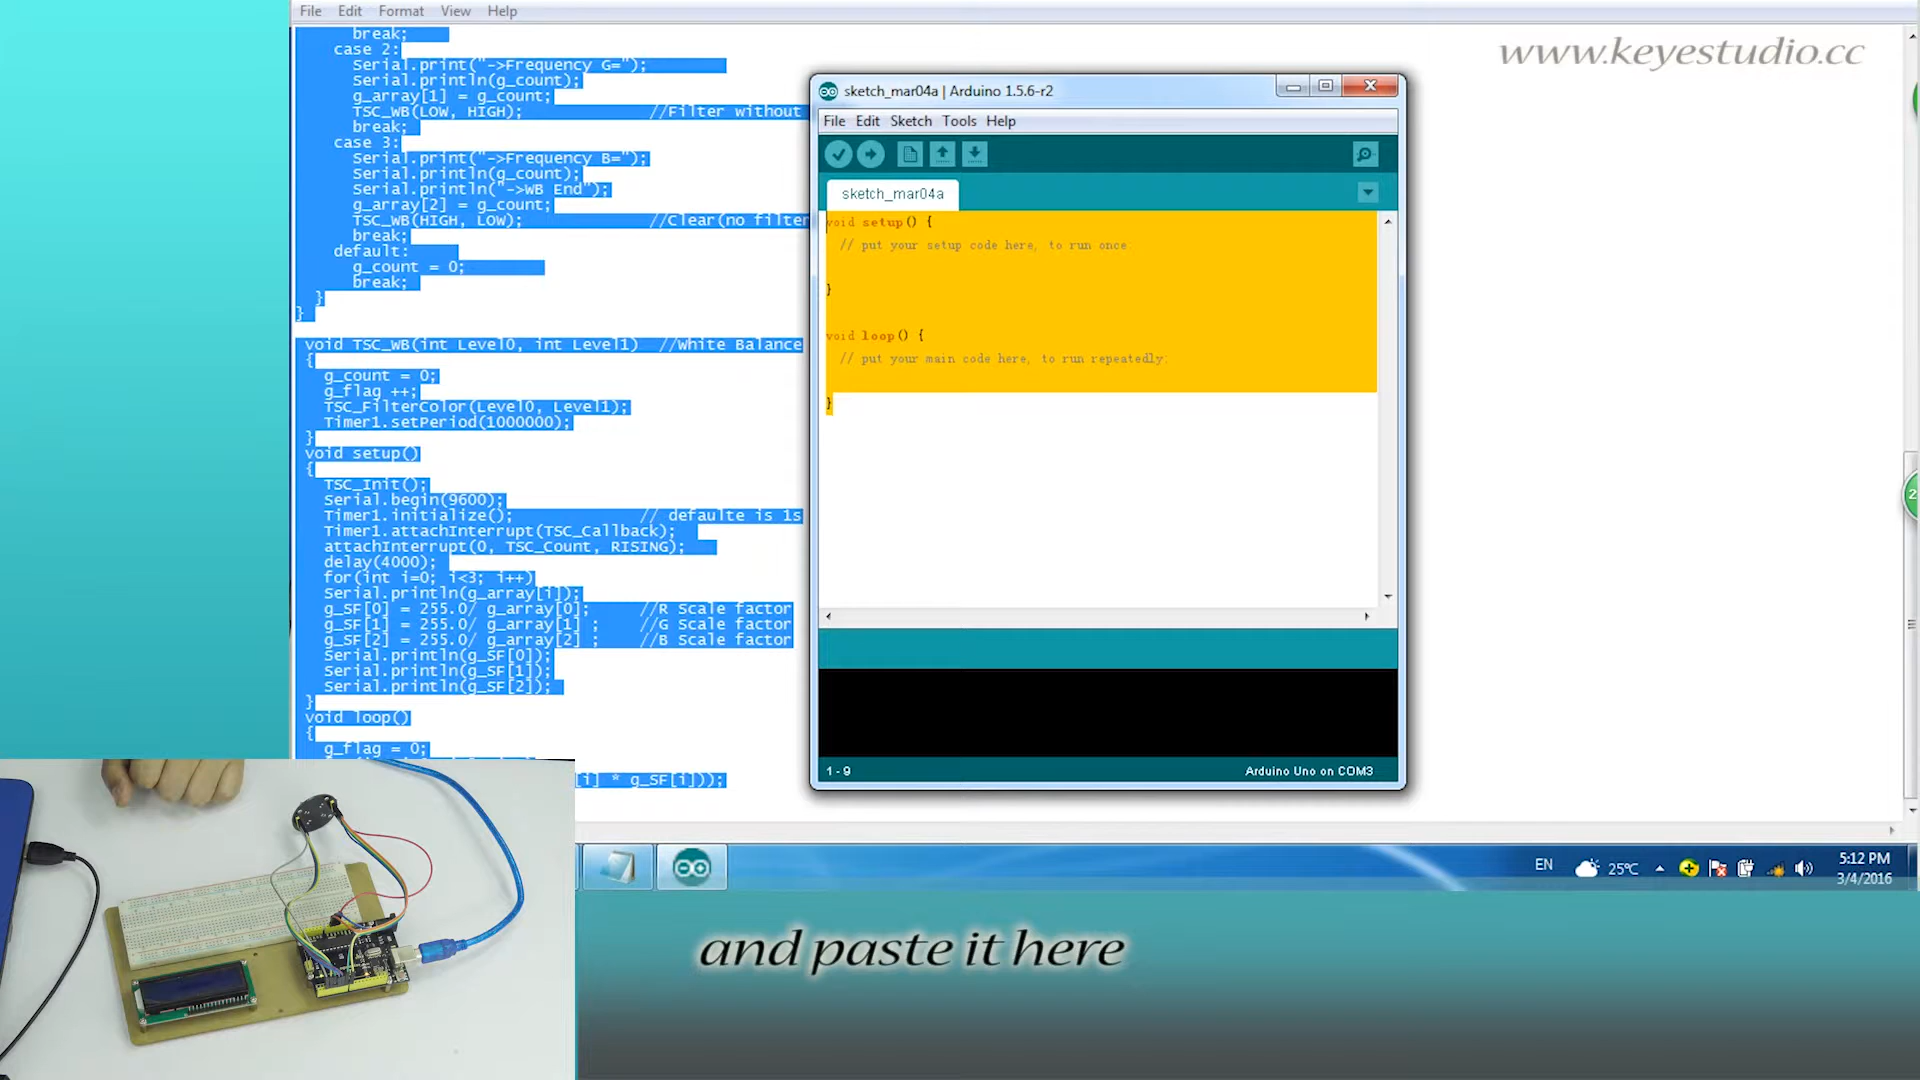 File Edit Format View Help
www.keyestudio.cc
break;
case 2:
Serial.print("->Frequency G=");
Serial.println(g_count);
g_array[1] = g_count;
TSC_WB(LOW, HIGH); //Filter without
break;
case 3:
Serial.print("->Frequency B=");
Serial.println(g_count);
Serial.println("->WB End");
g_array[2] = g_count;
TSC_WB(HIGH, LOW); //Clear(no filter
break;
default:
g_count = 0;
break;
}
}
void TSC_WB(int Level0, int Level1) //White Balance
{
g_count = 0;
g_flag ++;
TSC_FilterColor(Level0, Level1);
Timer1.setPeriod(1000000);
}
void setup()
{
TSC_Init();
Serial.begin(9600);
Timer1.initialize(); // defaulte is 1s
Timer1.attachInterrupt(TSC_Callback);
attachInterrupt(0, TSC_Count, RISING);
delay(4000);
for(int i=0; i<3; i++)
Serial.println(g_array[i]);
g_SF[0] = 255.0/ g_array[0]; //R Scale factor
g_SF[1] = 255.0/ g_array[1] ; //G Scale factor
g_SF[2] = 255.0/ g_array[2] ; //B Scale factor
Serial.println(g_SF[0]);
Serial.println(g_SF[1]);
Serial.println(g_SF[2]);
}
void loop()
{
g_flag = 0;
[i] * g_SF[i]));
sketch_mar04a | Arduino 1.5.6-r2
File Edit Sketch Tools Help
sketch_mar04a
void setup() {
// put your setup code here, to run once:
}
void loop() {
// put your main code here, to run repeatedly:
}
1 - 9
Arduino Uno on COM3
EN
25℃
5:12 PM
3/4/2016
and paste it here